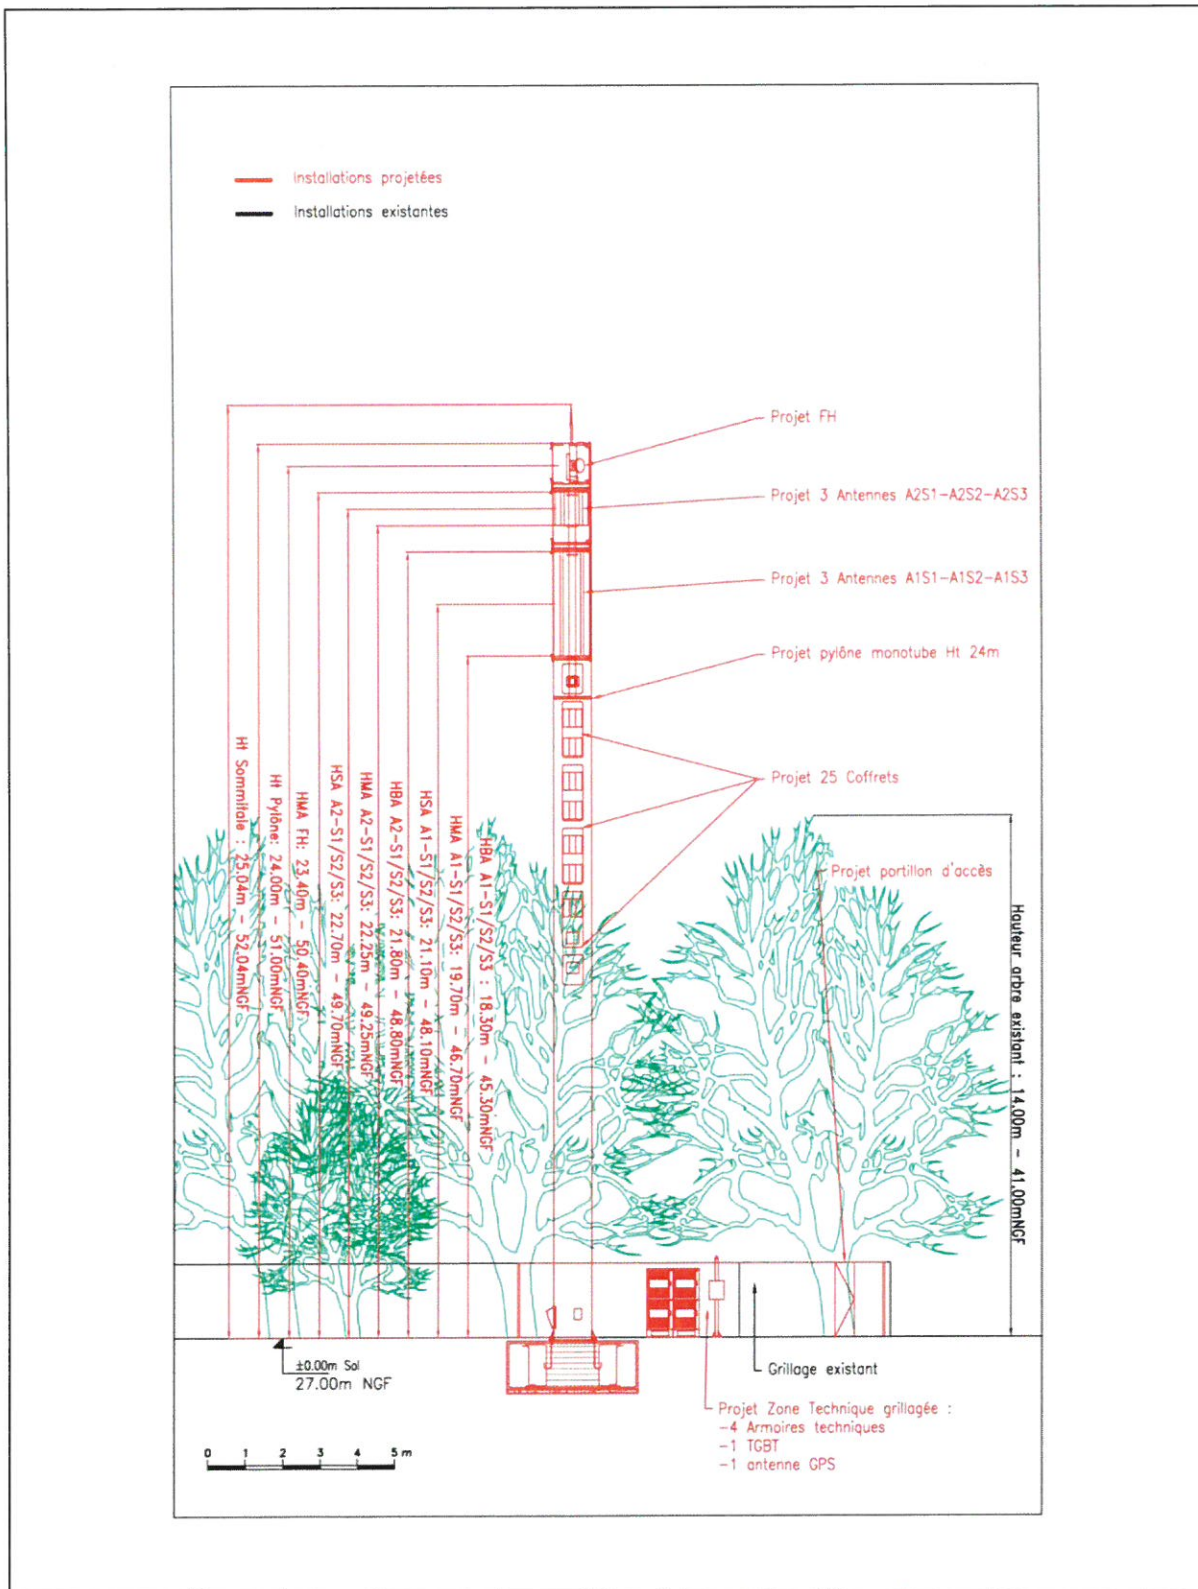 Installations projetées
Installations existantes
Projet FH
Projet 3 Antennes A2S1-A2S2-A2S3
Projet 3 Antennes A1S1-A1S2-A1S3
Projet pylône monotube Ht 24m
Projet 25 Coffrets
Projet portillon d'accès
Ht Sommitale : 25.04m - 52.04mNGF
Ht Pylône: 24.00m - 51.00mNGF
HMA FH: 23.40m - 50.40mNGF
HSA A2-S1/S2/S3: 22.70m - 49.70mNGF
HMA A2-S1/S2/S3: 22.25m - 49.25mNGF
HBA A2-S1/S2/S3: 21.80m - 48.80mNGF
HSA A1-S1/S2/S3: 21.10m - 48.10mNGF
HMA A1-S1/S2/S3: 19.70m - 46.70mNGF
HBA A1-S1/S2/S3 : 18.30m - 45.30mNGF
Hauteur arbre existant : 14.00m - 41.00mNGF
±0.00m Sol
27.00m NGF
Grillage existant
Projet Zone Technique grillagée :
-4 Armoires techniques
-1 TGBT
-1 antenne GPS
0 1 2 3 4 5 m